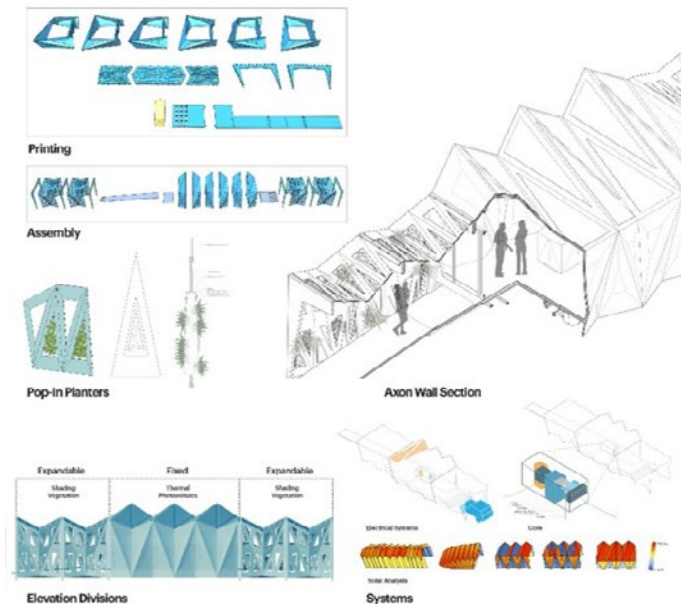 Printing
Assembly
Pop-In Planters
Axon Wall Section
Expandable
Fixed
Expandable
Shading
Vegetation
Thermal
Photovoltaics
Shading
Vegetation
Elevation Divisions
Electrical Systems
Core
Solar Analysis
Systems